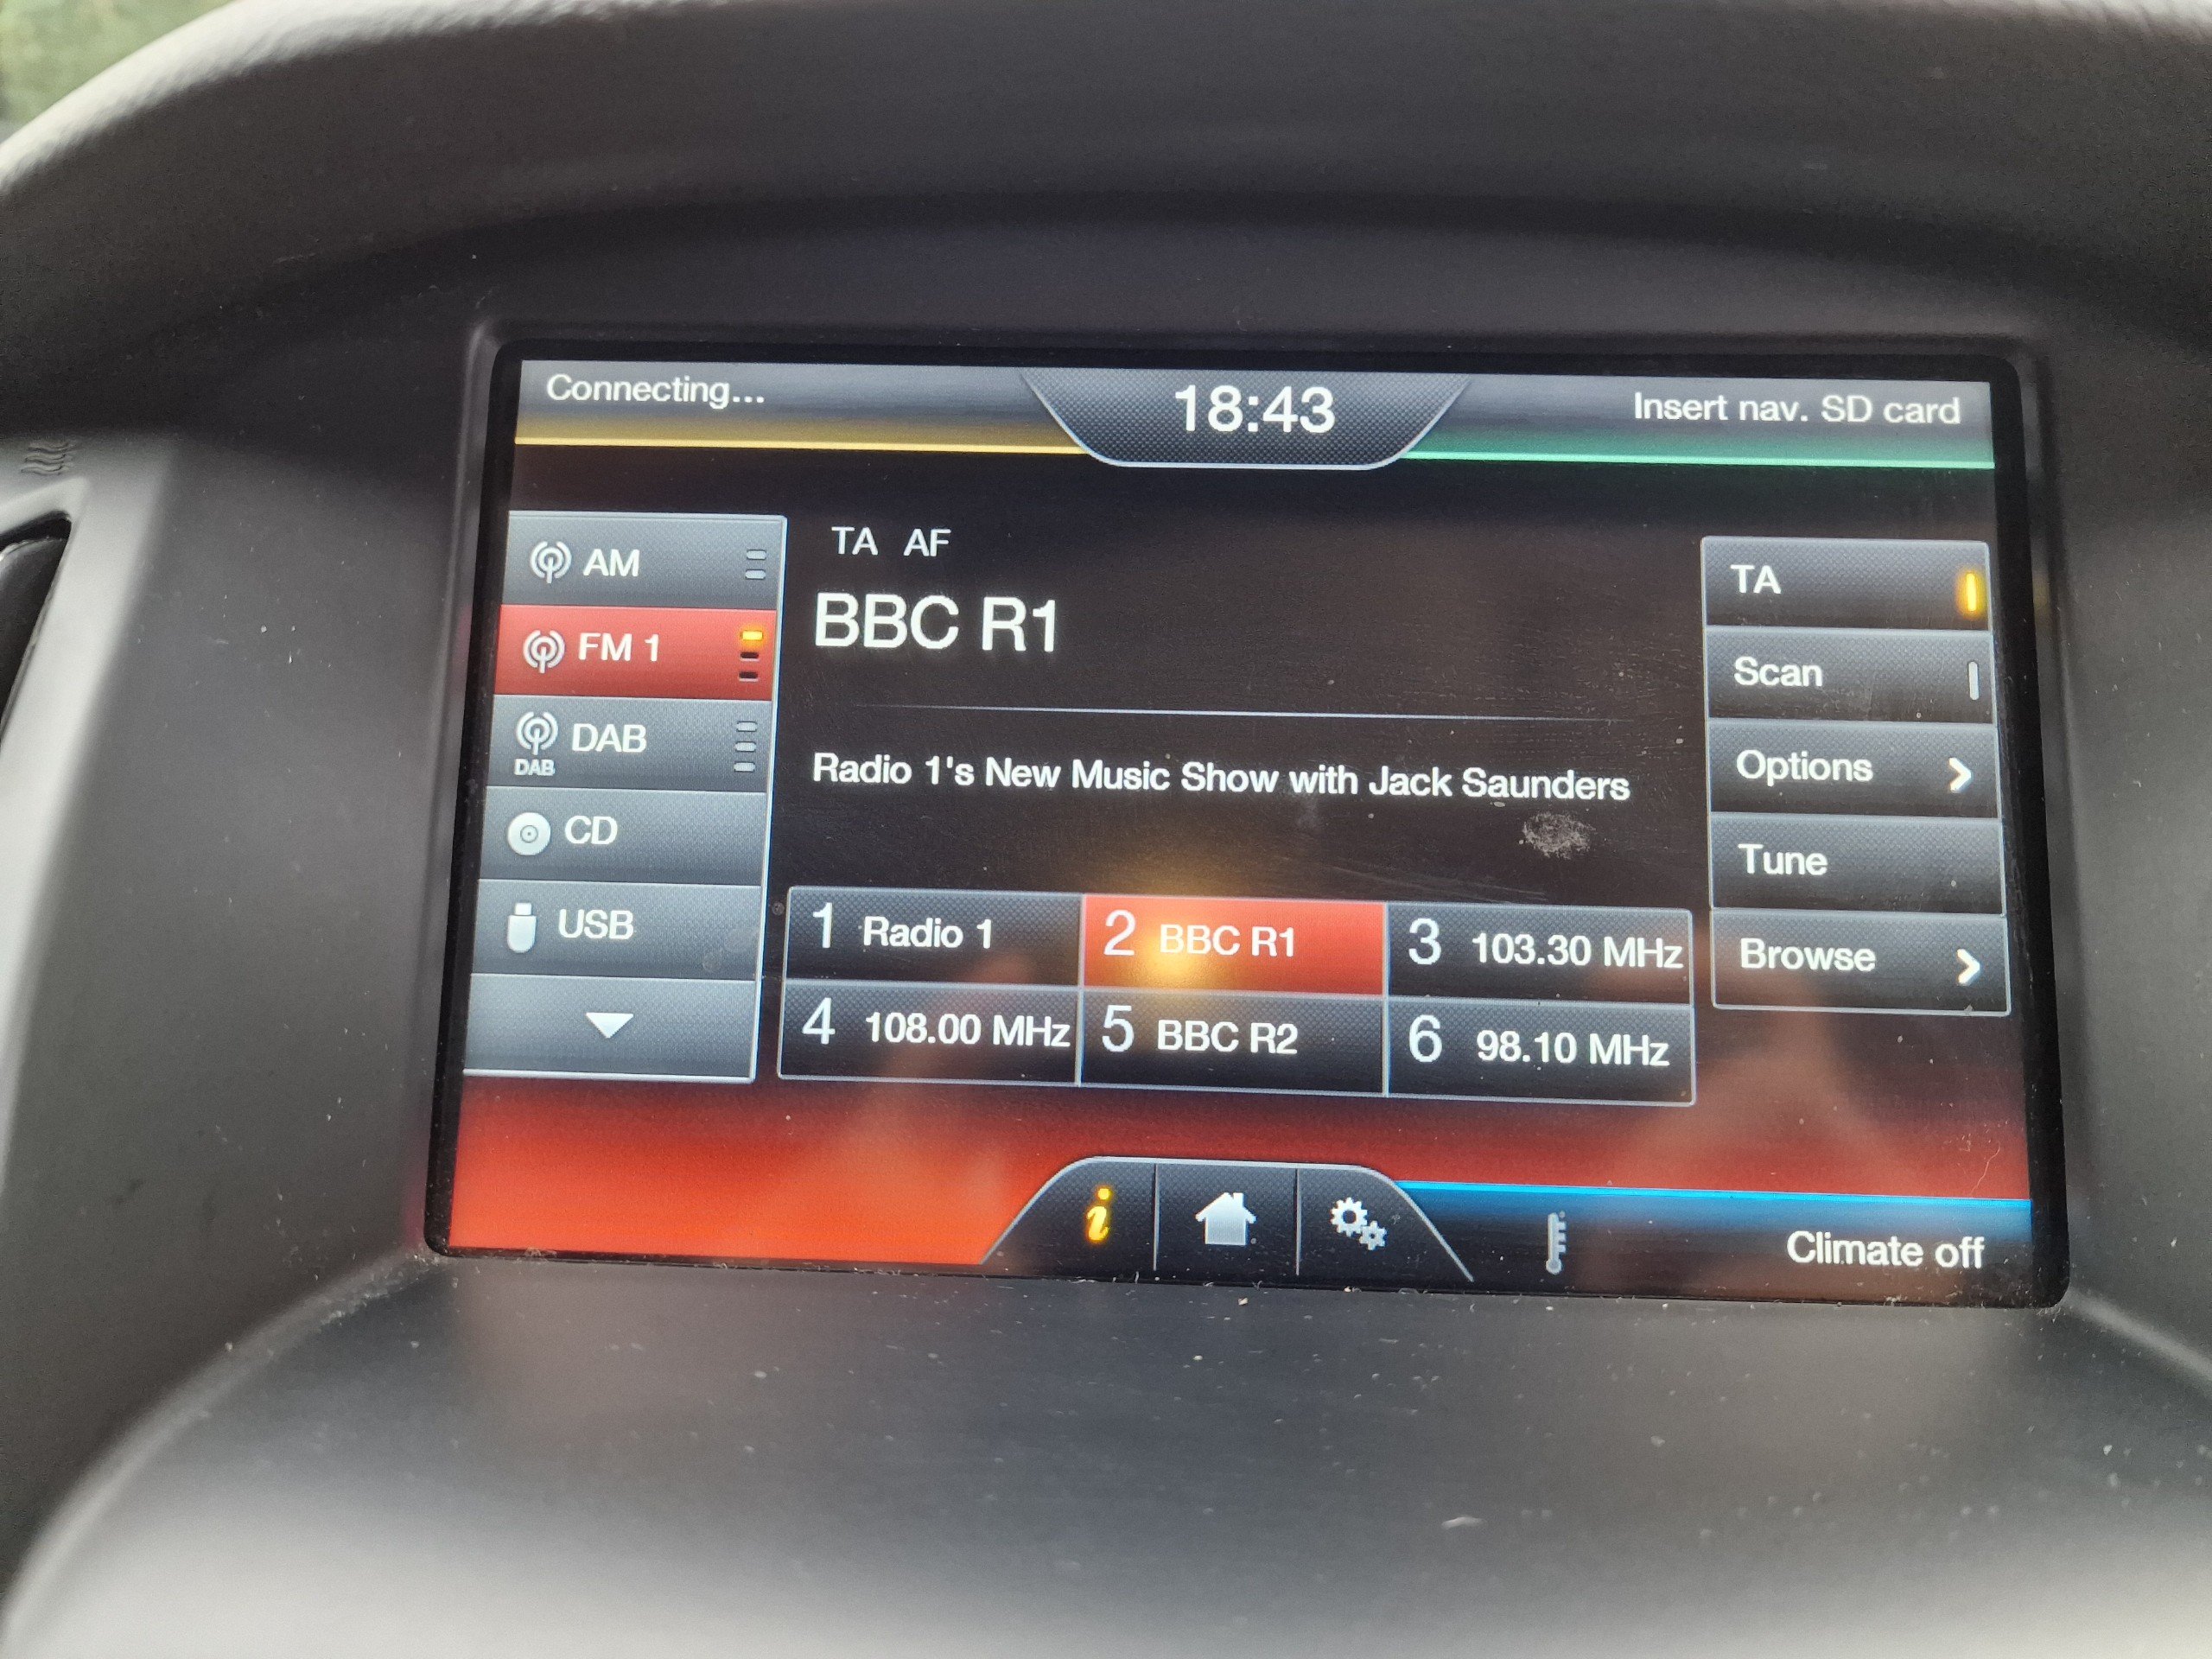 Connecting...
18:43
Insert nav. SD card
AM
FM 1
DAB
DAB
CD
USB
TA AF
BBC R1
Radio 1's New Music Show with Jack Saunders
1 Radio 1
2 BBC R1
3 103.30 MHz
4 108.00 MHz
5 BBC R2
6 98.10 MHz
TA
Scan
Options
Tune
Browse
i
Climate off